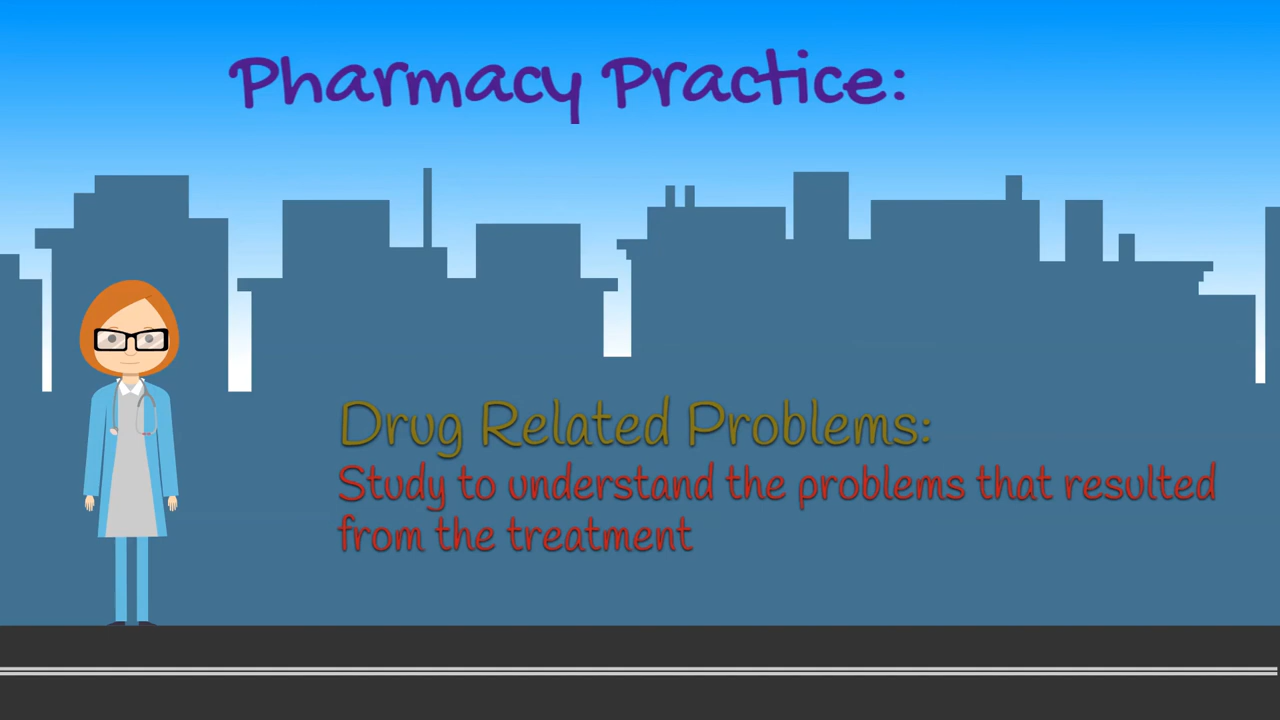 Pharmacy Practice:
Drug Related Problems:
Study to understand the problems that resulted
from the treatment